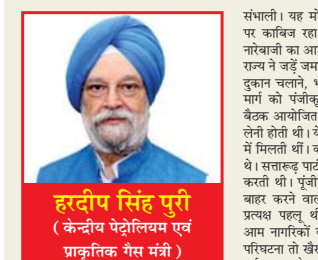 हरदीप सिंह पुरी
( केन्द्रीय पेट्रोलियम एवं
प्राकृतिक गैस मंत्री )
संभाली। यह मो
पर काबिज रहा
नारेबाजी का आ
राज्य ने जड़ें जम
दुकान चलाने, भ
मार्ग को पंजीकृ
बैठक आयोजित
लेनी होती थी। ये
में मिलती थीं। व
थे। सत्तारूढ़ पार्ट
करती थी। पूंजी
बाहर करने वाल
प्रत्यक्ष पहलू थी
आम नागरिकों व
परिघटना तो खैर